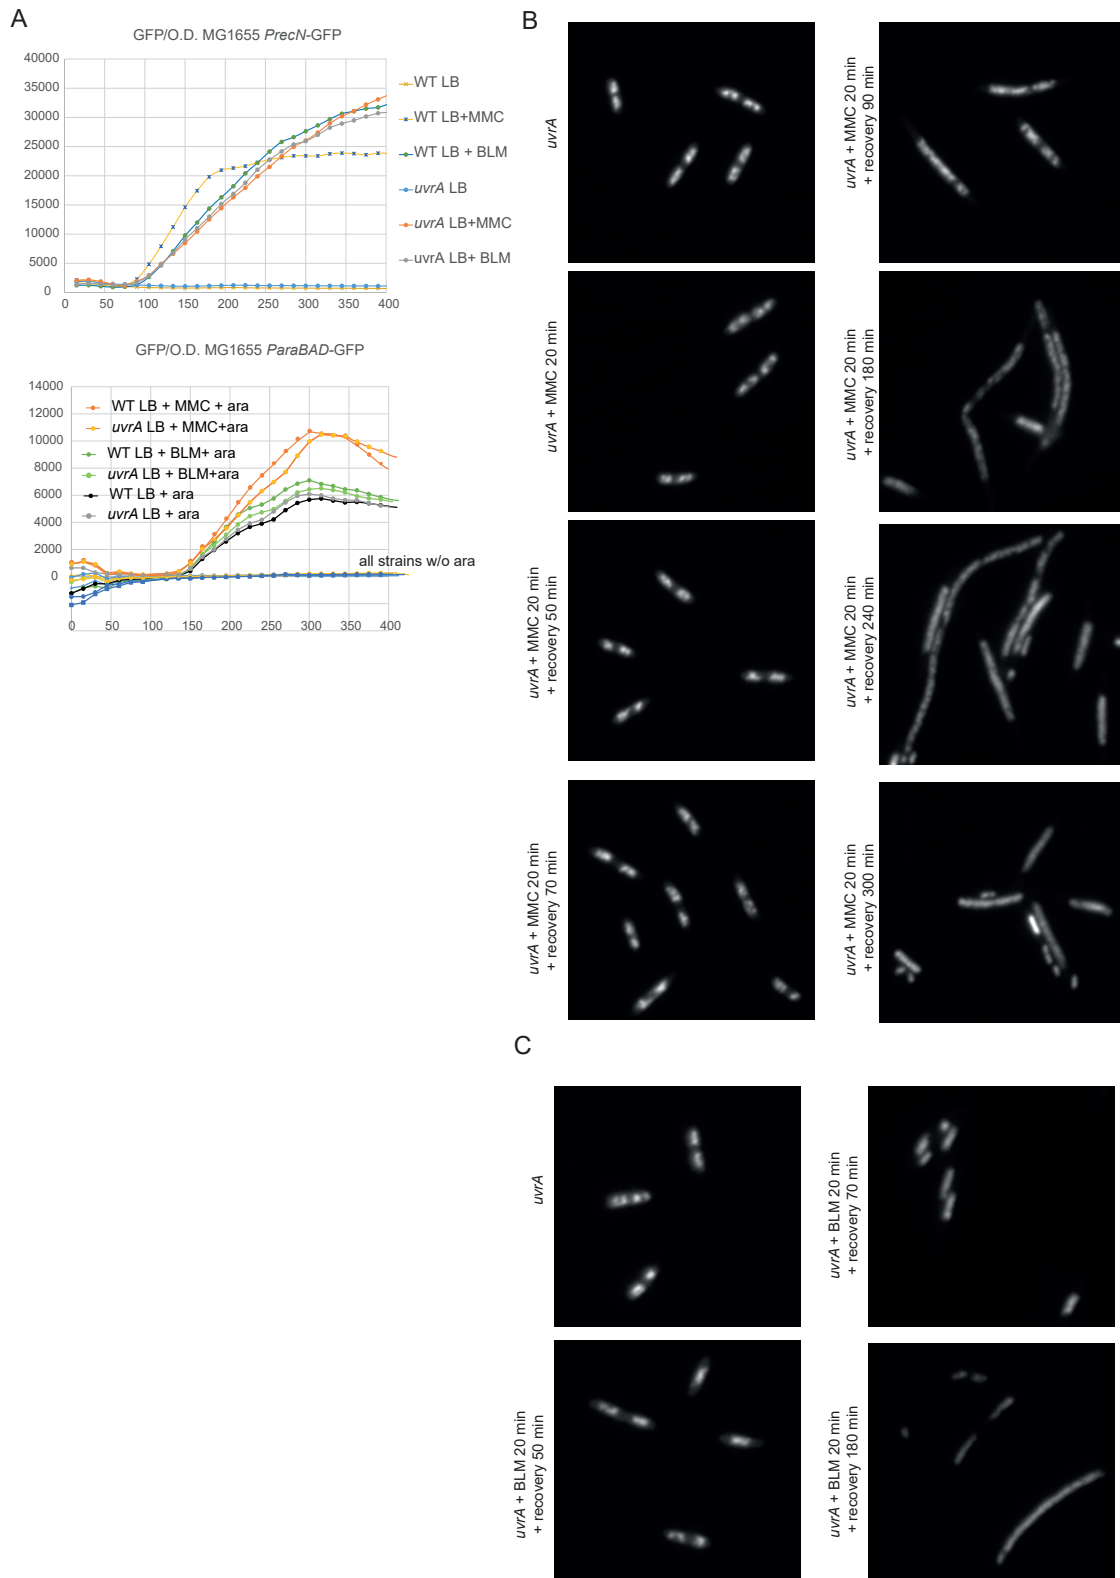 A
GFP/O.D. MG1655 PrecN-GFP
40000
35000
30000
25000
20000
15000
10000
5000
0
0 50 100 150 200 250 300 350 400
WT LB
WT LB+MMC
WT LB + BLM
uvrA LB
uvrA LB+MMC
uvrA LB+ BLM
GFP/O.D. MG1655 ParaBAD-GFP
14000
12000
10000
8000
6000
4000
2000
0
0 50 100 150 200 250 300 350 400
WT LB + MMC + ara
uvrA LB + MMC+ara
WT LB + BLM+ ara
uvrA LB + BLM+ara
WT LB + ara
uvrA LB + ara
all strains w/o ara
B
uvrA
uvrA + MMC 20 min
+ recovery 90 min
uvrA + MMC 20 min
uvrA + MMC 20 min
+ recovery 180 min
uvrA + MMC 20 min
+ recovery 50 min
uvrA + MMC 20 min
+ recovery 240 min
uvrA + MMC 20 min
+ recovery 70 min
uvrA + MMC 20 min
+ recovery 300 min
C
uvrA
uvrA + BLM 20 min
+ recovery 70 min
uvrA + BLM 20 min
+ recovery 50 min
uvrA + BLM 20 min
+ recovery 180 min